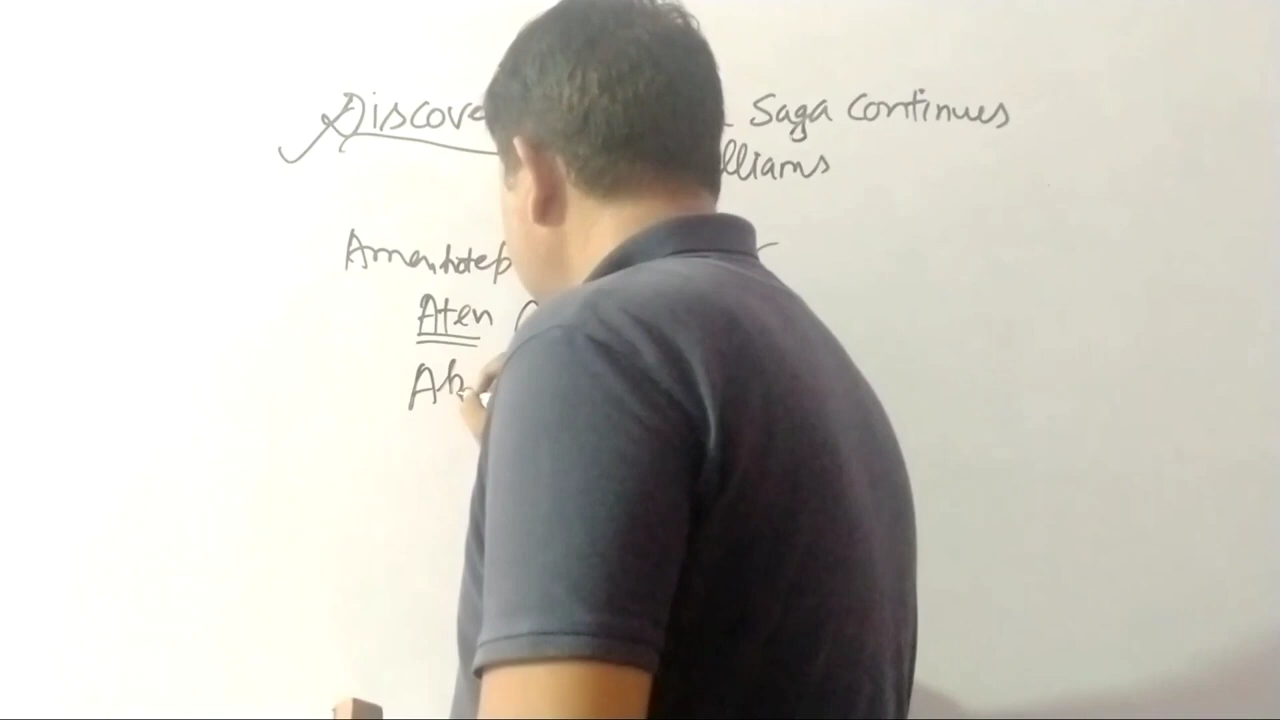 Discove Saga Continues
lliams
Amenhotep
Aten
Ak